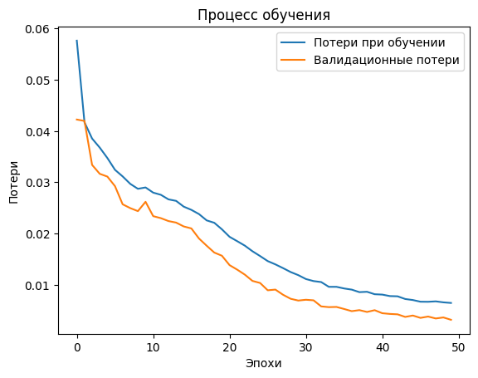 Процесс обучения
Потери при обучении
Валидационные потери
Потери
0.06
0.05
0.04
0.03
0.02
0.01
0
10
20
30
40
50
Эпохи